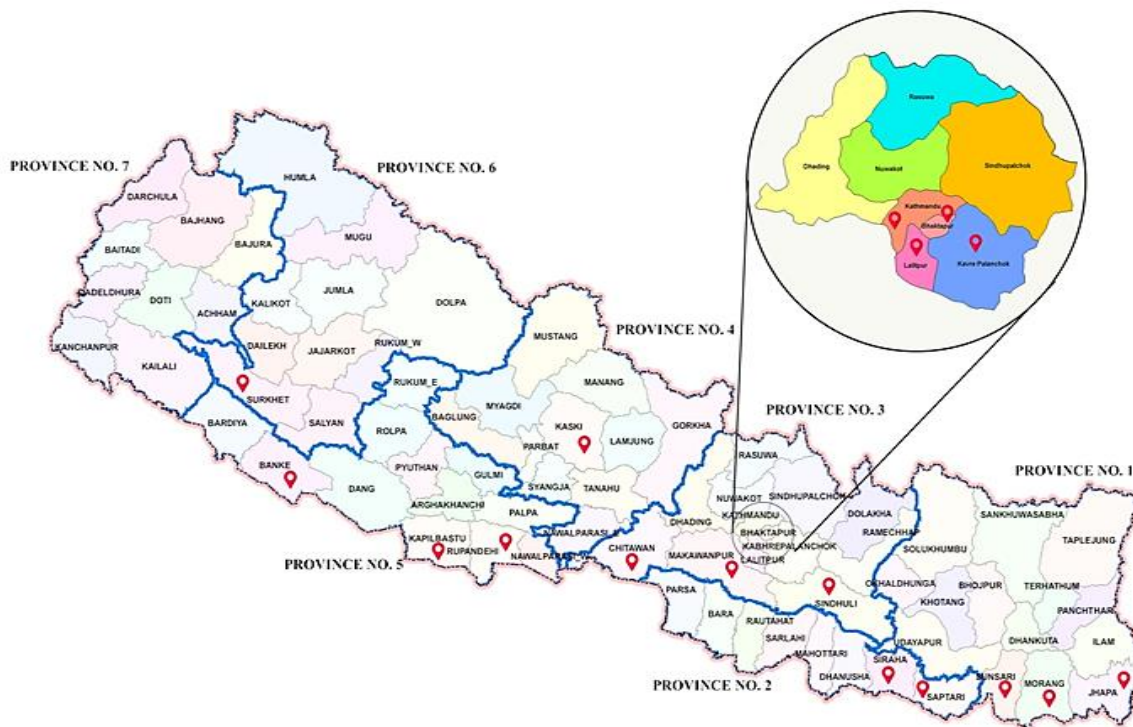 Rasuwa
Dhading
Nuwakot
Sindhupalchok
Kathmandu
Bhaktapur
Lalitpur
Kavre Palanchok
PROVINCE NO. 7
PROVINCE NO. 6
HUMLA
DARCHULA
BAJHANG
BAJURA
MUGU
BAITADI
DADELDHURA
DOTI
ACHHAM
KALIKOT
JUMLA
DOLPA
KANCHANPUR
KAILALI
DAILEKH
JAJARKOT
RUKUM_W
MUSTANG
PROVINCE NO. 4
SURKHET
SALYAN
RUKUM_E
MYAGDI
MANANG
BARDIYA
ROLPA
BAGLUNG
KASKI
LAMJUNG
GORKHA
PROVINCE NO. 3
PARBAT
RASUWA
BANKE
DANG
PYUTHAN
GULMI
SYANGJA
TANAHU
NUWAKOT
SINDHUPALCHOK
PROVINCE NO. 1
ARGHAKHANCHI
PALPA
KATHMANDU
DHADING
BHAKTAPUR
DOLAKHA
RAMECHHAP
SANKHUWASABHA
TAPLEJUNG
KAPILBASTU
RUPANDEHI
NAWALPARASI_W
NAWALPARASI_E
CHITAWAN
MAKAWANPUR
LALITPUR
KABHREPALANCHOK
SOLUKHUMBU
PROVINCE NO. 5
PARSA
BARA
SINDHULI
OKHALDHUNGA
KHOTANG
BHOJPUR
TERHATHUM
PANCHTHAR
RAUTAHAT
SARLAHI
MAHOTTARI
UDAYAPUR
DHANKUTA
ILAM
PROVINCE NO. 2
DHANUSHA
SIRAHA
SAPTARI
SUNSARI
MORANG
JHAPA